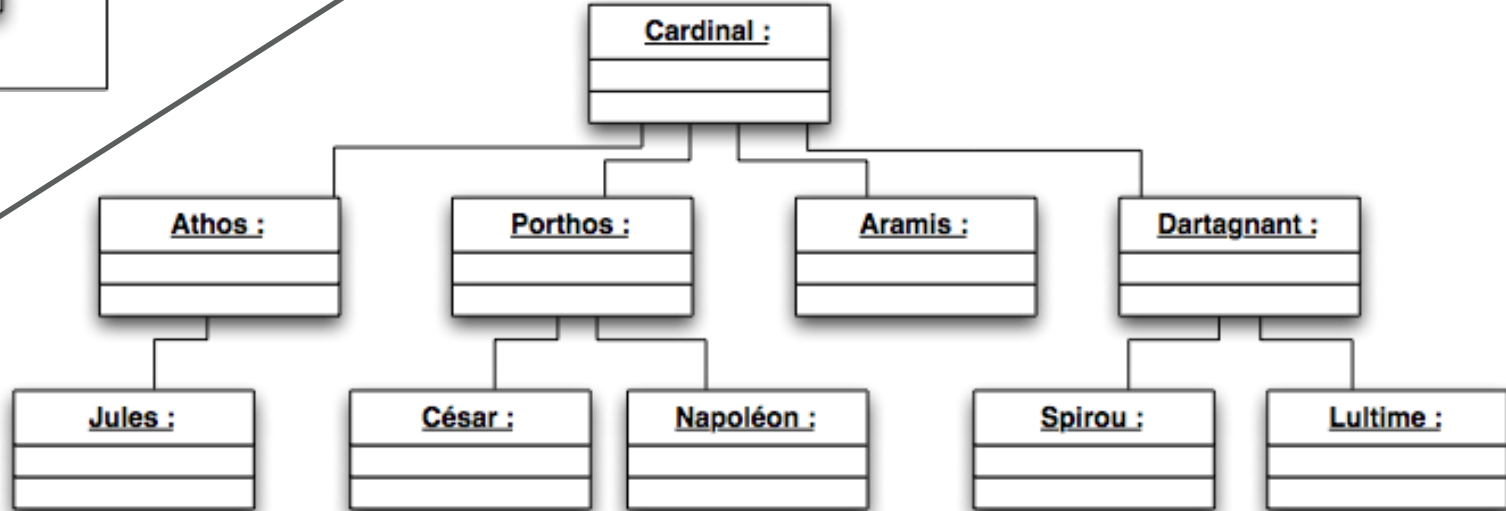 Cardinal :
Athos :
Porthos :
Aramis :
Dartagnant :
Jules :
César :
Napoléon :
Spirou :
Lultime :